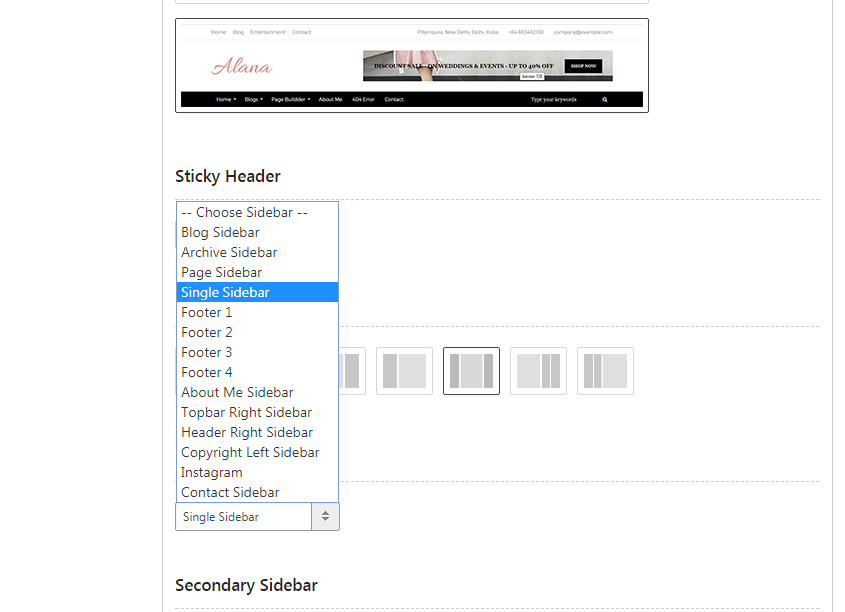 Home Blog Entertainment Contact Pitampura, New Delhi, Delhi, India +84 865462138 company@example.com
Alana
DISCOUNT SALE - ON WEDDINGS & EVENTS - UP TO 40% OFF SHOP NOW
banner 728
Home Blogs Page Buildder About Me 404 Error Contact Type your keywords
Sticky Header
-- Choose Sidebar --
Blog Sidebar
Archive Sidebar
Page Sidebar
Single Sidebar
Footer 1
Footer 2
Footer 3
Footer 4
About Me Sidebar
Topbar Right Sidebar
Header Right Sidebar
Copyright Left Sidebar
Instagram
Contact Sidebar
Single Sidebar
Secondary Sidebar